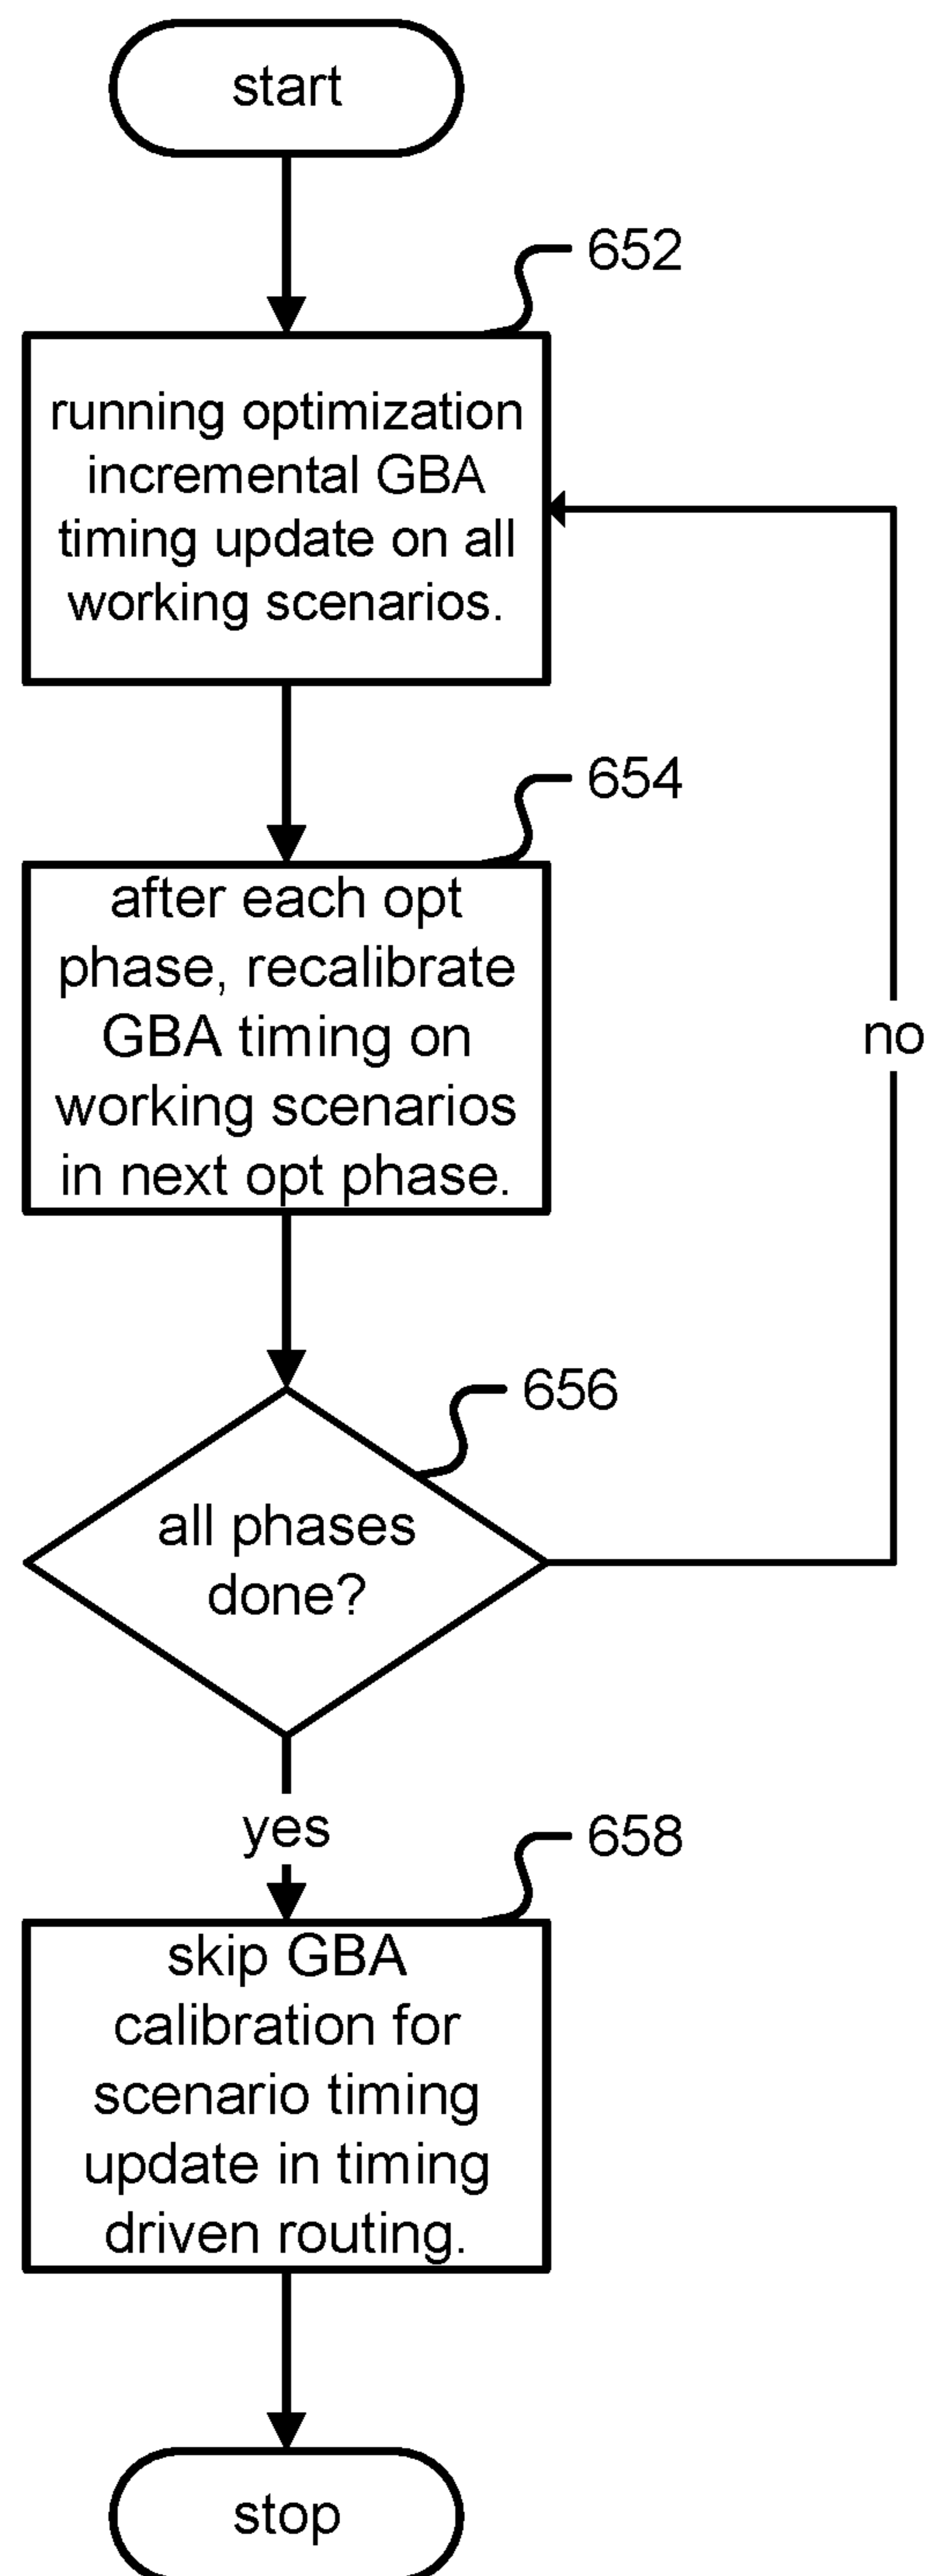 start
652
running optimization
incremental GBA
timing update on all
working scenarios.
654
after each opt
phase, recalibrate
GBA timing on
working scenarios
in next opt phase.
no
656
all phases
done?
yes
658
skip GBA
calibration for
scenario timing
update in timing
driven routing.
stop